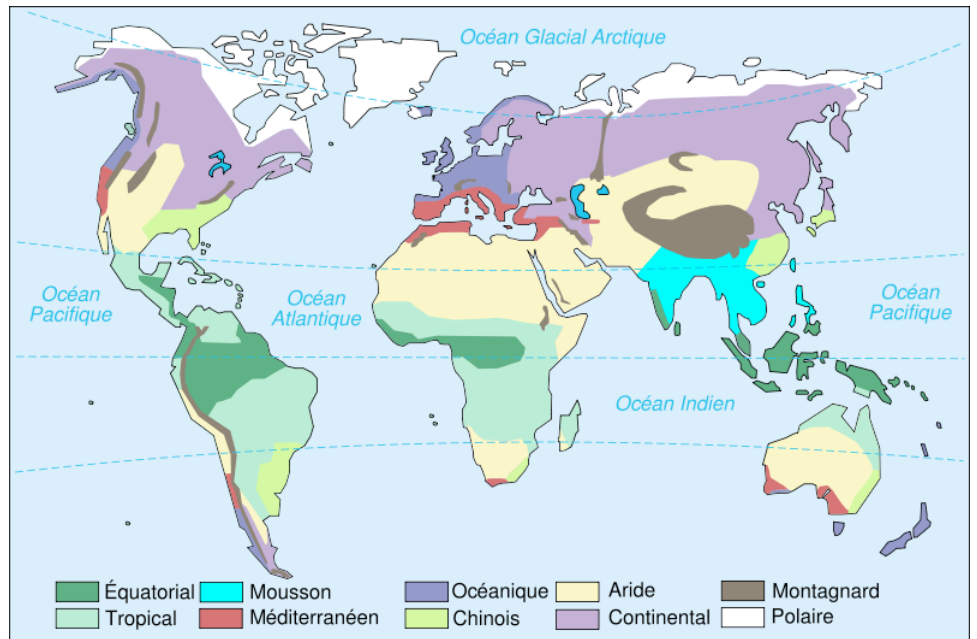 Océan Glacial Arctique
Océan
Pacifique
Océan
Atlantique
Océan
Pacifique
Océan Indien
Équatorial
Mousson
Océanique
Aride
Montagnard
Tropical
Méditerranéen
Chinois
Continental
Polaire